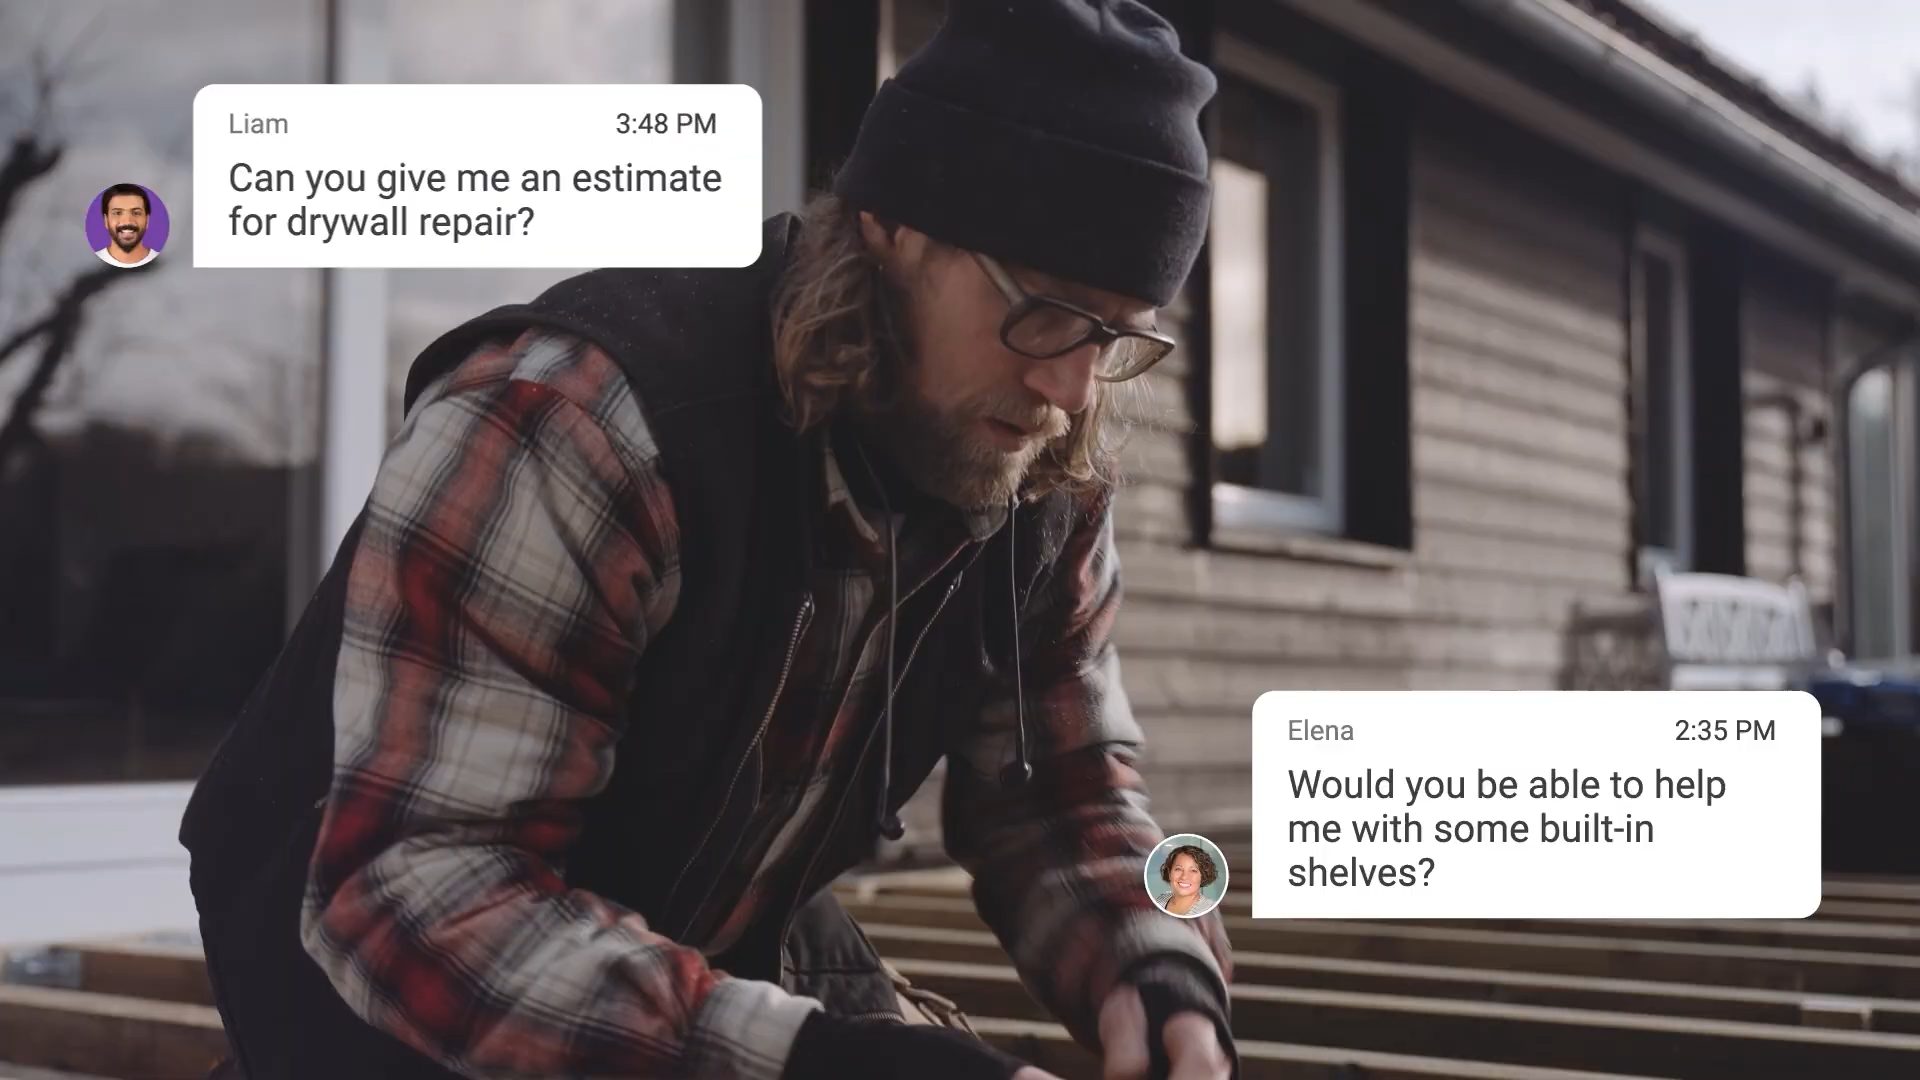 Liam 3:48 PM
Can you give me an estimate
for drywall repair?
Elena 2:35 PM
Would you be able to help
me with some built-in
shelves?